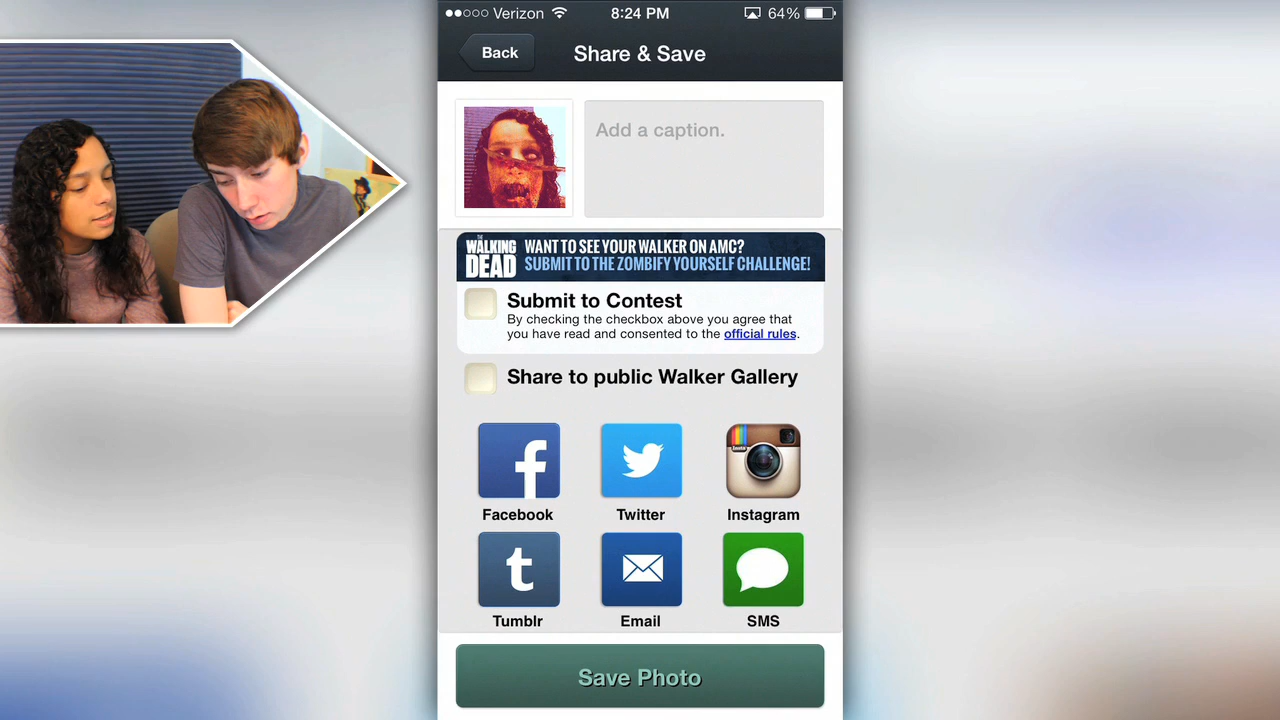 Verizon 8:24 PM 64%
Back Share & Save
Add a caption.
THE WALKING DEAD
WANT TO SEE YOUR WALKER ON AMC?
SUBMIT TO THE ZOMBIFY YOURSELF CHALLENGE!
Submit to Contest
By checking the checkbox above you agree that
you have read and consented to the official rules.
Share to public Walker Gallery
f
Insta
Facebook Twitter Instagram
t
Tumblr Email SMS
Save Photo